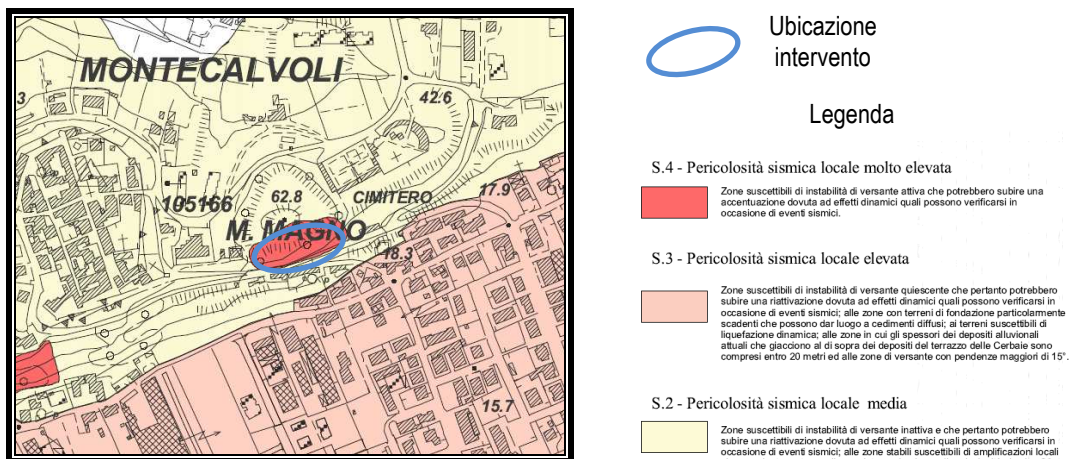 MONTECALVOLI
3
42.6
105166
62.8
CIMITERO
17.9
M. MAGNO
18.3
15.7
Ubicazione
intervento
Legenda
S.4 - Pericolosità sismica locale molto elevata
Zone suscettibili di instabilità di versante attiva che potrebbero subire una
accentuazione dovuta ad effetti dinamici quali possono verificarsi in
occasione di eventi sismici.
S.3 - Pericolosità sismica locale elevata
Zone suscettibili di instabilità di versante quiescente che pertanto potrebbero
subire una riattivazione dovuta ad effetti dinamici quali possono verificarsi in
occasione di eventi sismici; alle zone con terreni di fondazione particolarmente
scadenti che possono dar luogo a cedimenti diffusi; ai terreni suscettibili di
liquefazione dinamica; alle zone in cui gli spessori dei depositi alluvionali
attuali che giacciono al di sopra dei depositi del terrazzo delle Cerbaie sono
compresi entro 20 metri ed alle zone di versante con pendenze maggiori di 15°.
S.2 - Pericolosità sismica locale media
Zone suscettibili di instabilità di versante inattiva e che pertanto potrebbero
subire una riattivazione dovuta ad effetti dinamici quali possono verificarsi in
occasione di eventi sismici; alle zone stabili suscettibili di amplificazioni locali